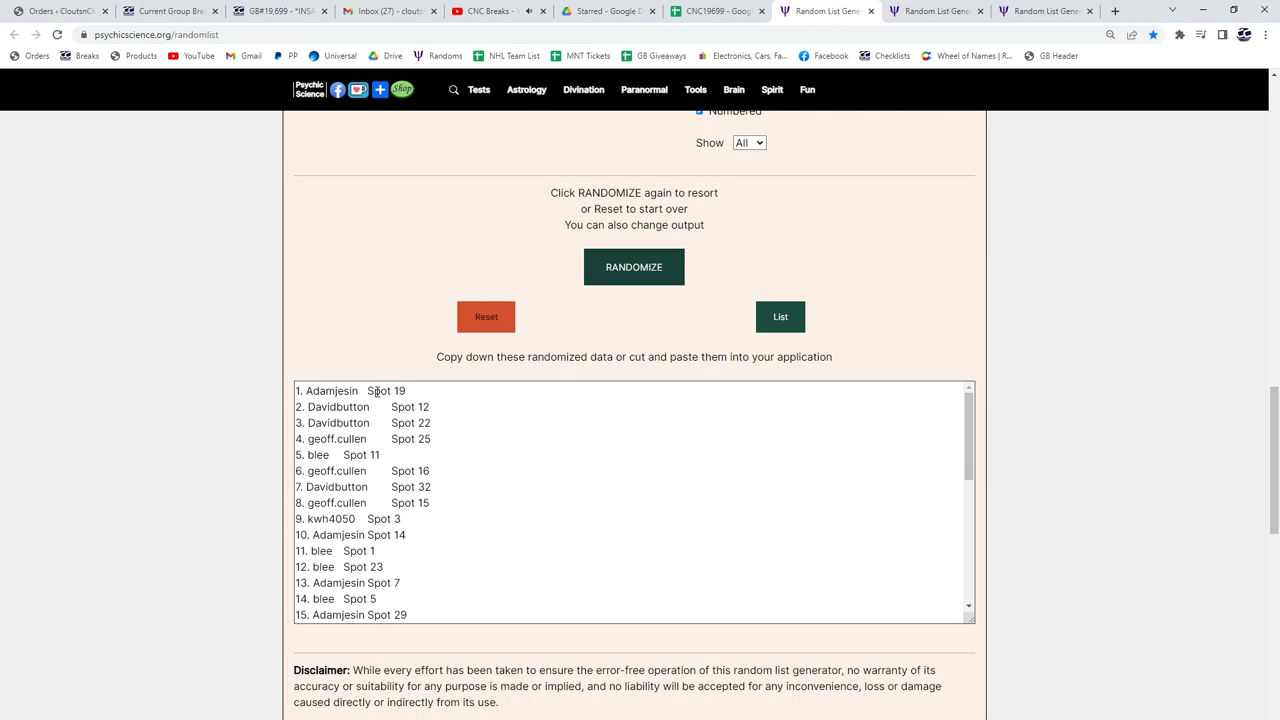 Orders ‹ CloutsnCh
Current Group Brea
GB#19,699 - *INSA
Inbox (27) - cloutsn
CNC Breaks - 
Starred - Google D
CNC19699 - Googl
Random List Gene
Random List Gene
Random List Gene
psychicscience.org/randomlist
Orders
Breaks
Products
YouTube
Gmail
PP
Universal
Drive
Randoms
NHL Team List
MNT Tickets
GB Giveaways
Electronics, Cars, Fa...
Facebook
Checklists
Wheel of Names | R...
GB Header
Psychic
Science
Shop
Tests
Astrology
Divination
Paranormal
Tools
Brain
Spirit
Fun
Numbered
Show All
Click RANDOMIZE again to resort
or Reset to start over
You can also change output
RANDOMIZE
Reset
List
Copy down these randomized data or cut and paste them into your application
1. Adamjesin Spot 19
2. Davidbutton Spot 12
3. Davidbutton Spot 22
4. geoff.cullen Spot 25
5. blee Spot 11
6. geoff.cullen Spot 16
7. Davidbutton Spot 32
8. geoff.cullen Spot 15
9. kwh4050 Spot 3
10. Adamjesin Spot 14
11. blee Spot 1
12. blee Spot 23
13. Adamjesin Spot 7
14. blee Spot 5
15. Adamjesin Spot 29
Disclaimer: While every effort has been taken to ensure the error-free operation of this random list generator, no warranty of its
accuracy or suitability for any purpose is made or implied, and no liability will be accepted for any inconvenience, loss or damage
caused directly or indirectly from its use.